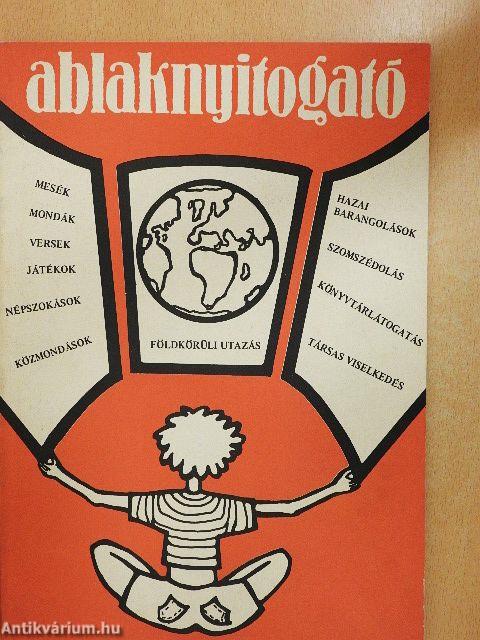 ablaknyitogató
MESÉK
MONDÁK
VERSEK
JÁTÉKOK
NÉPSZOKÁSOK
KÖZMONDÁSOK
FÖLDKÖRÜLI UTAZÁS
HAZAI
BARANGOLÁSOK
SZOMSZÉDOLÁS
KÖNYVTÁRLÁTOGATÁS
TÁRSAS VISELKEDÉS
Antikvárium.hu